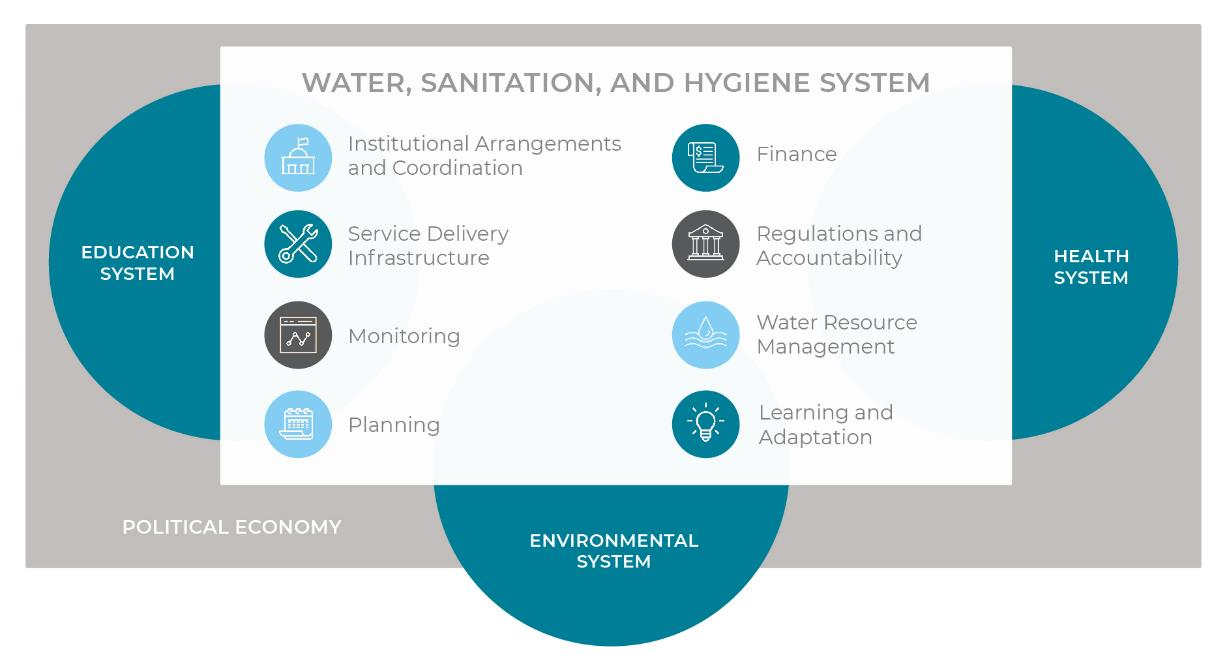 WATER, SANITATION, AND HYGIENE SYSTEM
Institutional Arrangements
and Coordination
Finance
Service Delivery
Infrastructure
Regulations and
Accountability
Monitoring
Water Resource
Management
Planning
Learning and
Adaptation
EDUCATION
SYSTEM
HEALTH
SYSTEM
POLITICAL ECONOMY
ENVIRONMENTAL
SYSTEM